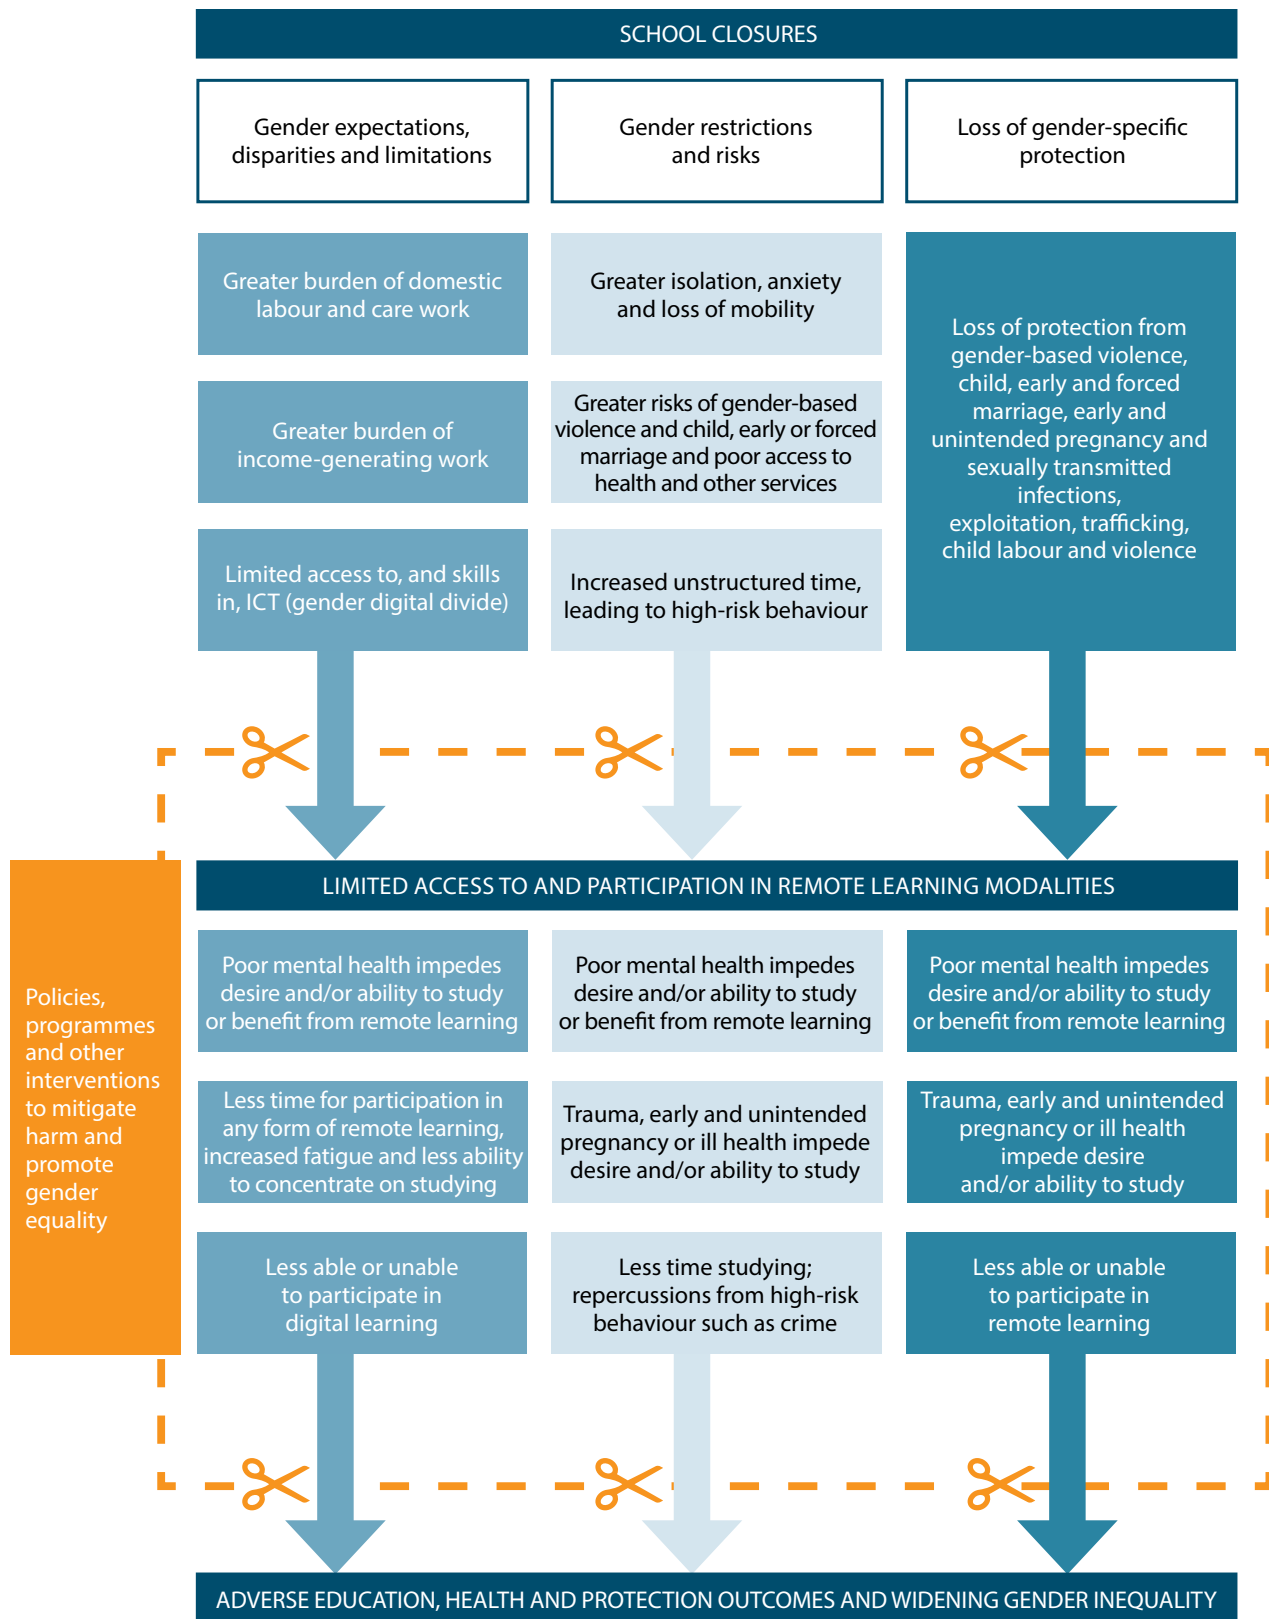 SCHOOL CLOSURES
Gender expectations,
disparities and limitations
Gender restrictions
and risks
Loss of gender-specific
protection
Greater burden of domestic
labour and care work
Greater isolation, anxiety
and loss of mobility
Loss of protection from
gender-based violence,
child, early and forced
marriage, early and
unintended pregnancy and
sexually transmitted
infections,
exploitation, trafficking,
child labour and violence
Greater burden of
income-generating work
Greater risks of gender-based
violence and child, early or forced
marriage and poor access to
health and other services
Limited access to, and skills
in, ICT (gender digital divide)
Increased unstructured time,
leading to high-risk behaviour
LIMITED ACCESS TO AND PARTICIPATION IN REMOTE LEARNING MODALITIES
Policies,
programmes
and other
interventions
to mitigate
harm and
promote
gender
equality
Poor mental health impedes
desire and/or ability to study
or benefit from remote learning
Poor mental health impedes
desire and/or ability to study
or benefit from remote learning
Poor mental health impedes
desire and/or ability to study
or benefit from remote learning
Less time for participation in
any form of remote learning,
increased fatigue and less ability
to concentrate on studying
Trauma, early and unintended
pregnancy or ill health impede
desire and/or ability to study
Trauma, early and unintended
pregnancy or ill health
impede desire
and/or ability to study
Less able or unable
to participate in
digital learning
Less time studying;
repercussions from high-risk
behaviour such as crime
Less able or unable
to participate in
remote learning
ADVERSE EDUCATION, HEALTH AND PROTECTION OUTCOMES AND WIDENING GENDER INEQUALITY